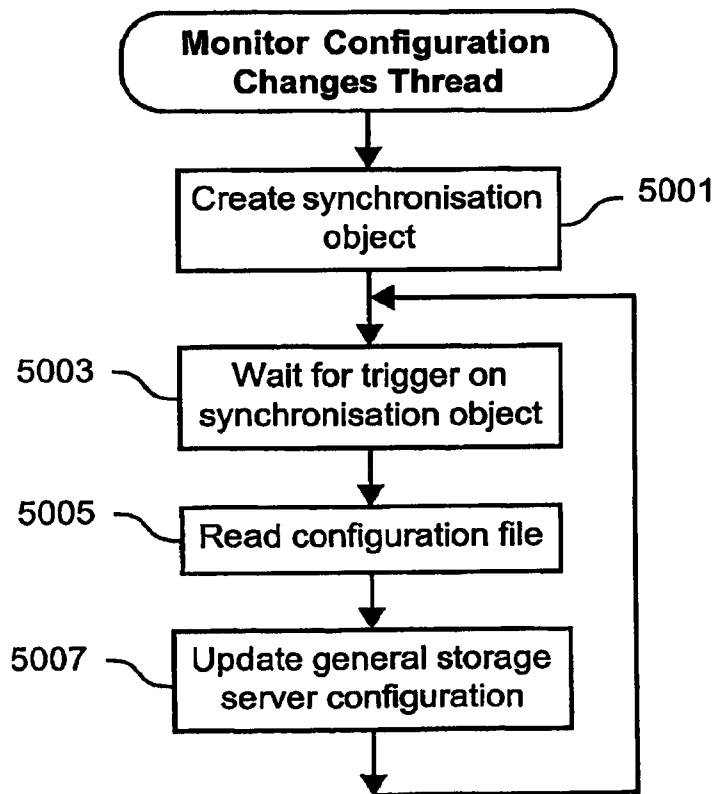 Monitor Configuration
Changes Thread
Create synchronisation
object
5001
5003
Wait for trigger on
synchronisation object
5005
Read configuration file
5007
Update general storage
server configuration